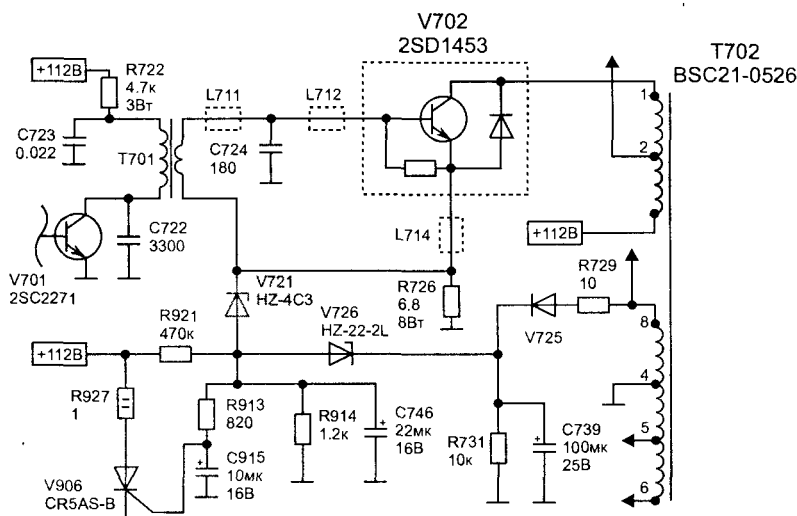 V702
2SD1453
T702
BSC21-0526
+112В
R722
4.7к
3Вт
L711
L712
C723
0.022
T701
C724
180
1
2
C722
3300
+112В
L714
V701
2SC2271
V721
HZ-4C3
R726
6.8
8Вт
R729
10
R921
470к
V726
HZ-22-2L
V725
8
+112В
4
R927
1
R913
820
R914
1.2к
C746
22мк
16В
R731
10к
C739
100мк
25В
5
C915
10мк
16В
V906
CR5AS-B
6